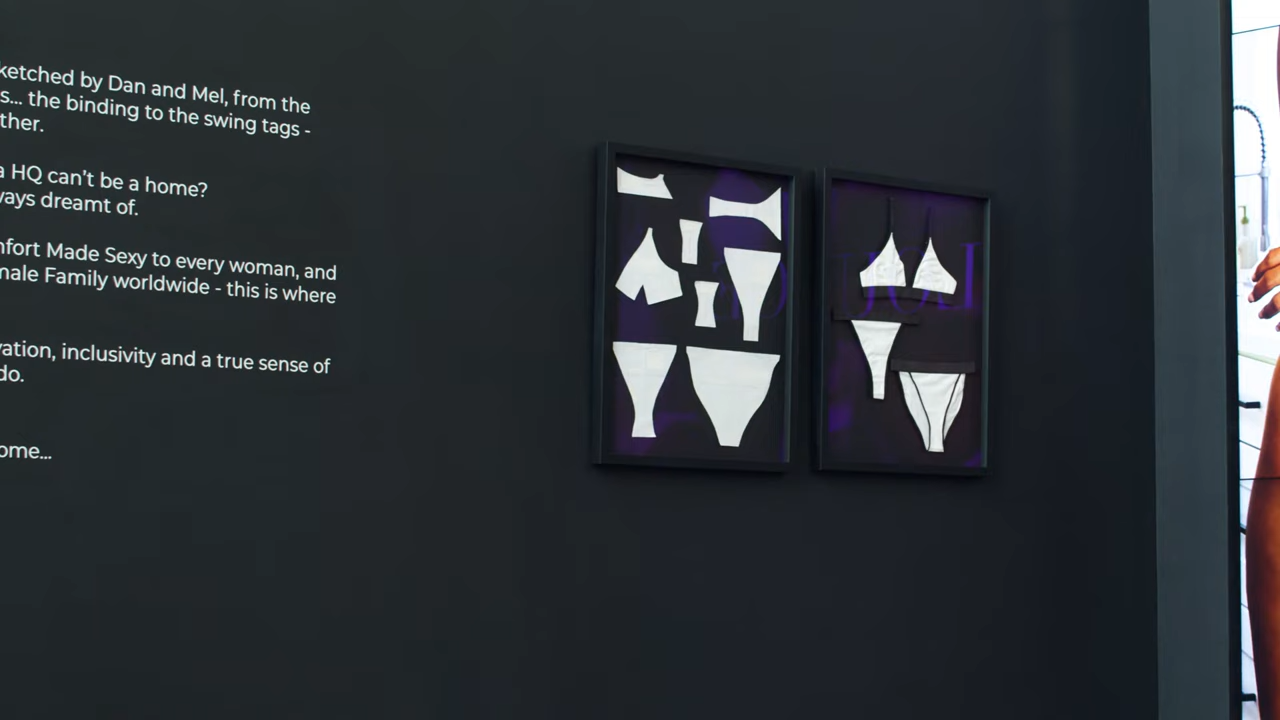 ketched by Dan and Mel, from the
s... the binding to the swing tags -
ther.
a HQ can't be a home?
ways dreamt of.
nfort Made Sexy to every woman, and
male Family worldwide - this is where
vation, inclusivity and a true sense of
do.
ome...